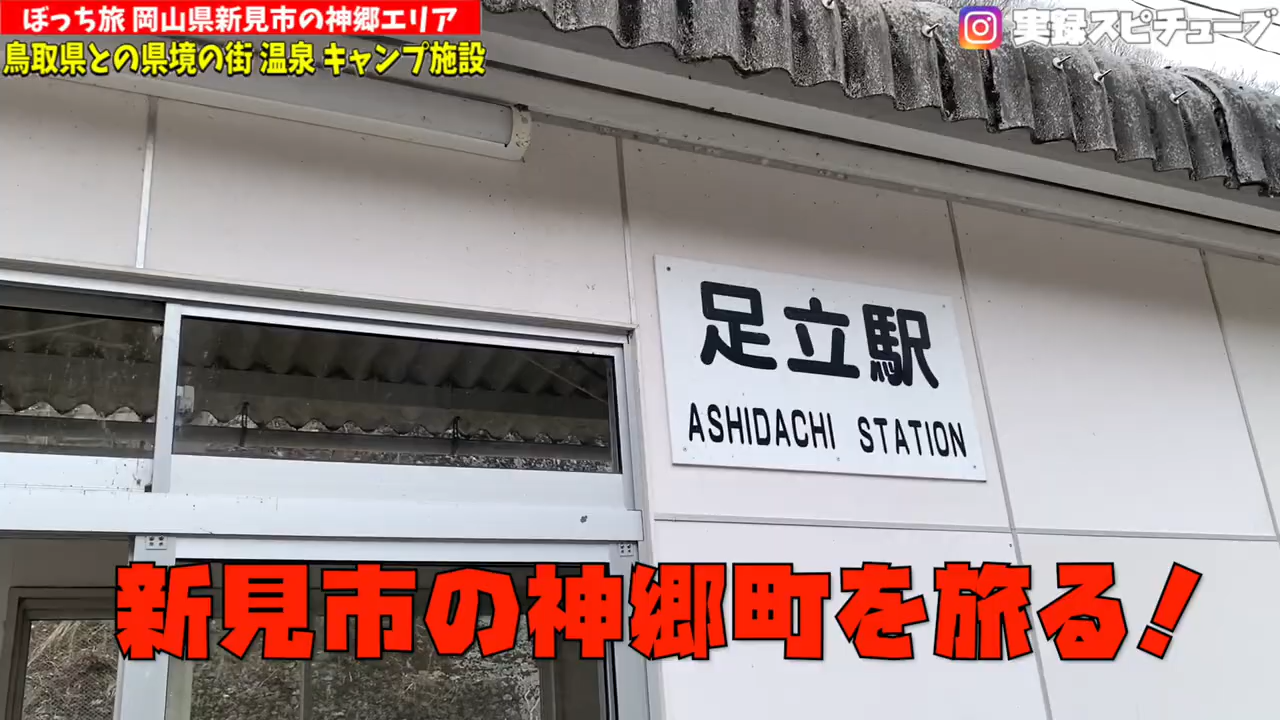 ぼっち旅 岡山県新見市の神郷エリア
鳥取県との県境の街 温泉 キャンプ施設
実録スピチューブ
足立駅
ASHIDACHI STATION
新見市の神郷町を旅る!